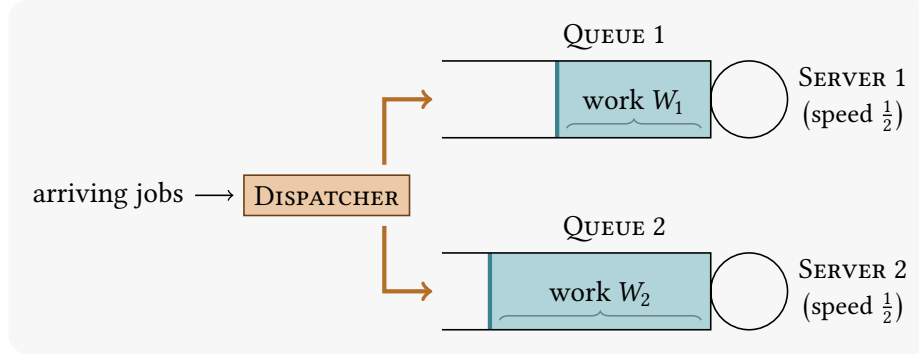 QUEUE 1
work W₁
SERVER 1
(speed ½)
arriving jobs
DISPATCHER
QUEUE 2
work W₂
SERVER 2
(speed ½)